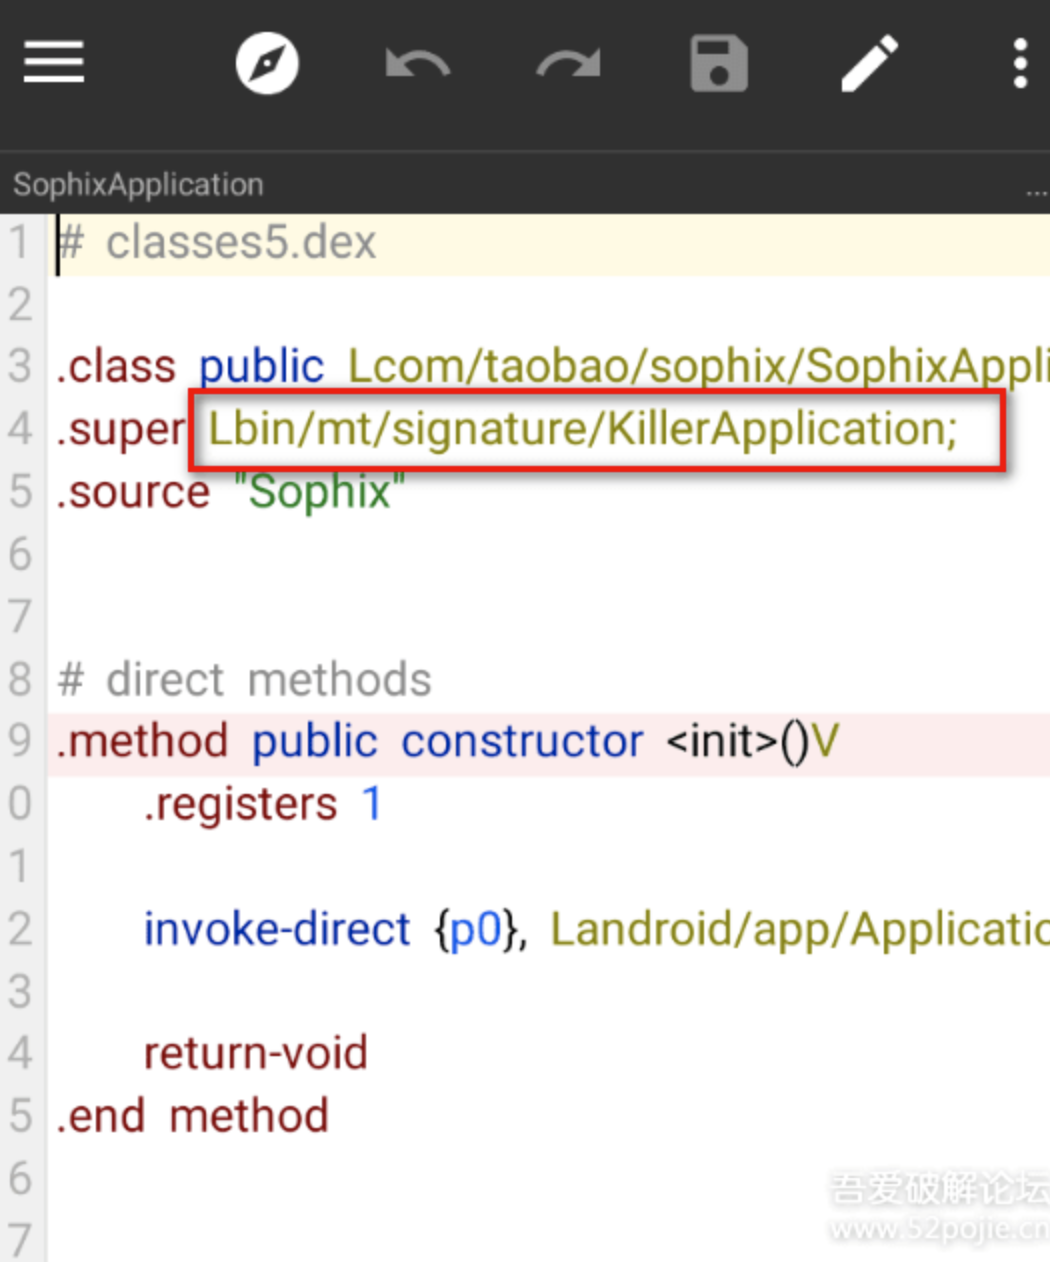 SophixApplication
...
1 # classes5.dex
2
3 .class public Lcom/taobao/sophix/SophixAppli
4 .super Lbin/mt/signature/KillerApplication;
5 .source "Sophix"
6
7
8 # direct methods
9 .method public constructor <init>()V
0 .registers 1
1
2 invoke-direct {p0}, Landroid/app/Applicatio
3
4 return-void
5 .end method
6
7
吾爱破解论坛
www.52pojie.cn